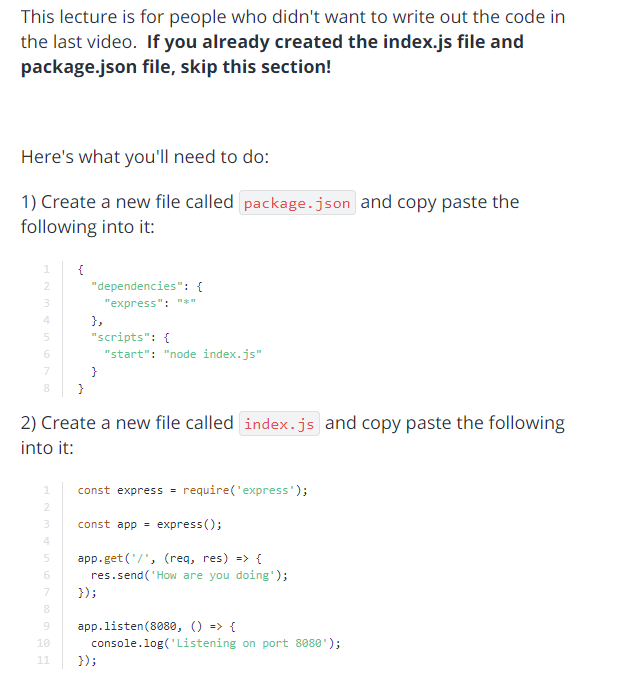 This lecture is for people who didn't want to write out the code in
the last video.  If you already created the index.js file and
package.json file, skip this section!
Here's what you'll need to do:
1) Create a new file called package.json and copy paste the
following into it:
1 {
2   "dependencies": {
3     "express": "*"
4   },
5   "scripts": {
6     "start": "node index.js"
7   }
8 }
2) Create a new file called index.js and copy paste the following
into it:
1 const express = require('express');
2
3 const app = express();
4
5 app.get('/', (req, res) => {
6   res.send('How are you doing');
7 });
8
9 app.listen(8080, () => {
10   console.log('Listening on port 8080');
11 });